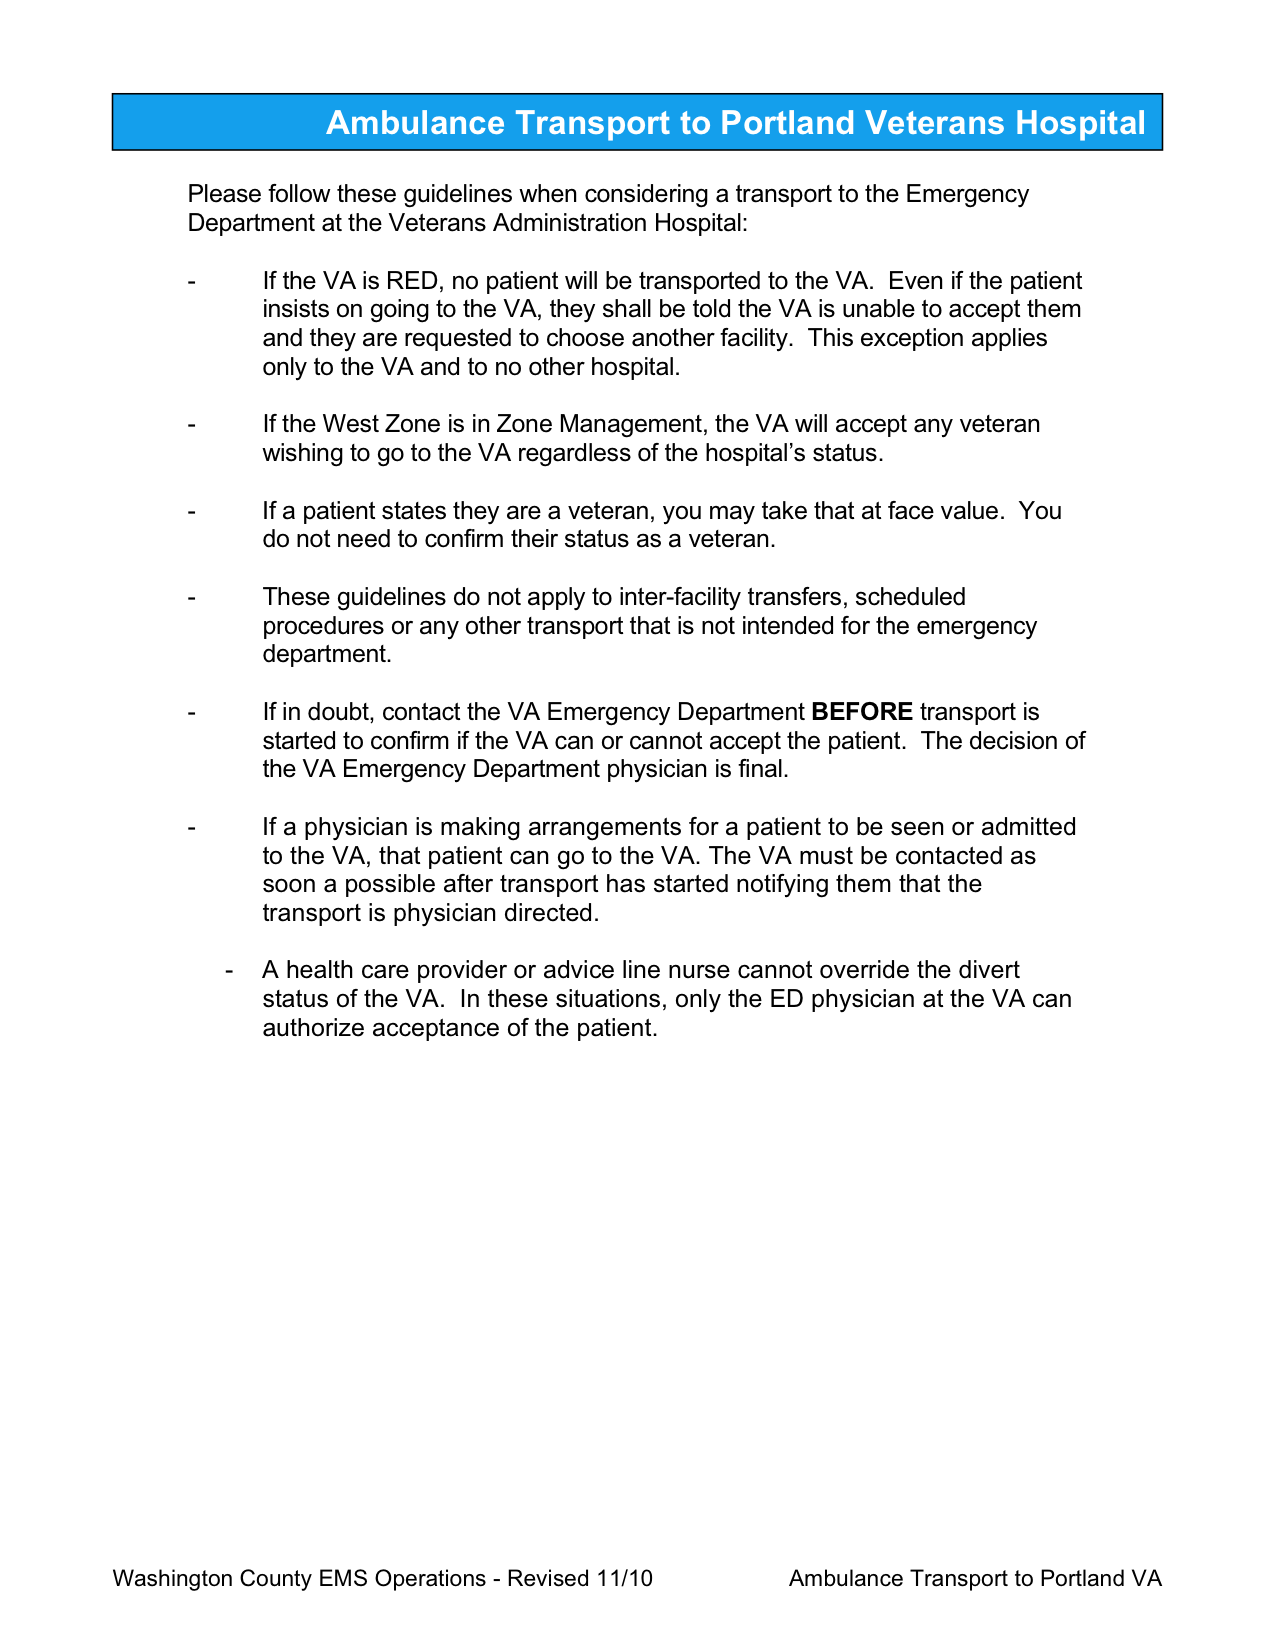 Ambulance Transport to Portland Veterans Hospital
Please follow these guidelines when considering a transport to the Emergency
Department at the Veterans Administration Hospital:
- If the VA is RED, no patient will be transported to the VA.  Even if the patient
insists on going to the VA, they shall be told the VA is unable to accept them
and they are requested to choose another facility.  This exception applies
only to the VA and to no other hospital.
- If the West Zone is in Zone Management, the VA will accept any veteran
wishing to go to the VA regardless of the hospital’s status.
- If a patient states they are a veteran, you may take that at face value.  You
do not need to confirm their status as a veteran.
- These guidelines do not apply to inter-facility transfers, scheduled
procedures or any other transport that is not intended for the emergency
department.
- If in doubt, contact the VA Emergency Department BEFORE transport is
started to confirm if the VA can or cannot accept the patient.  The decision of
the VA Emergency Department physician is final.
- If a physician is making arrangements for a patient to be seen or admitted
to the VA, that patient can go to the VA. The VA must be contacted as
soon a possible after transport has started notifying them that the
transport is physician directed.
- A health care provider or advice line nurse cannot override the divert
status of the VA.  In these situations, only the ED physician at the VA can
authorize acceptance of the patient.
Washington County EMS Operations - Revised 11/10 Ambulance Transport to Portland VA